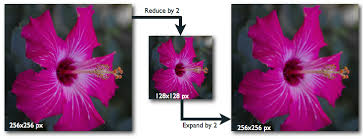 Reduce by 2
256x256 px
128x128 px
Expand by 2
256x256 px